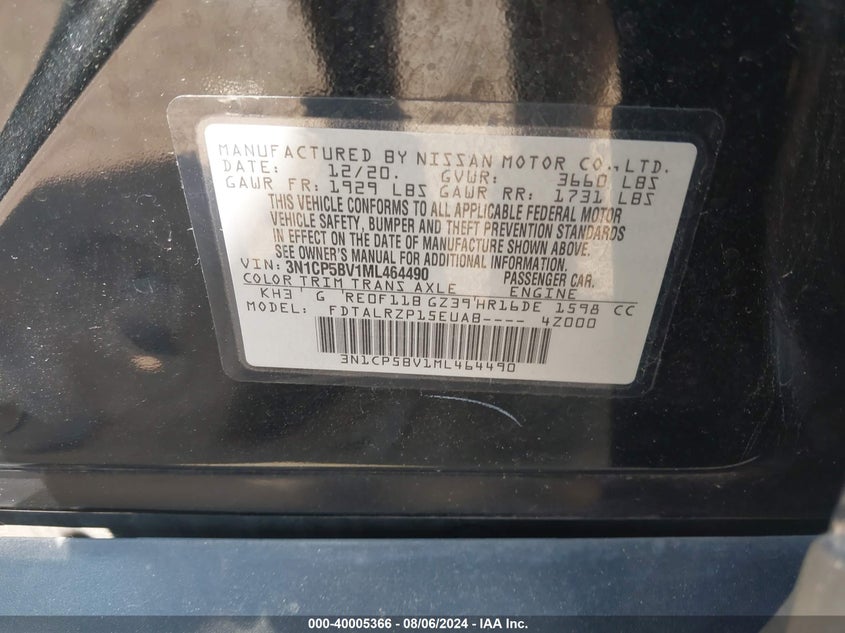 MANUFACTURED BY NISSAN MOTOR CO., LTD.
DATE: 12/20. GVWR: 3660 LBS
GAWR FR: 1929 LBS GAWR RR: 1731 LBS
THIS VEHICLE CONFORMS TO ALL APPLICABLE FEDERAL MOTOR
VEHICLE SAFETY, BUMPER AND THEFT PREVENTION STANDARDS
IN EFFECT ON THE DATE OF MANUFACTURE SHOWN ABOVE.
SEE OWNER'S MANUAL FOR ADDITIONAL INFORMATION.
VIN: 3N1CP5BV1ML464490 PASSENGER CAR.
COLOR TRIM TRANS AXLE ENGINE
KH3 G RE0F11B GZ39 HR16DE 1598 CC
MODEL: FDTALRZP15EUAB---- 4Z000
3N1CP5BV1ML464490
000-40005366 - 08/06/2024 - IAA Inc.